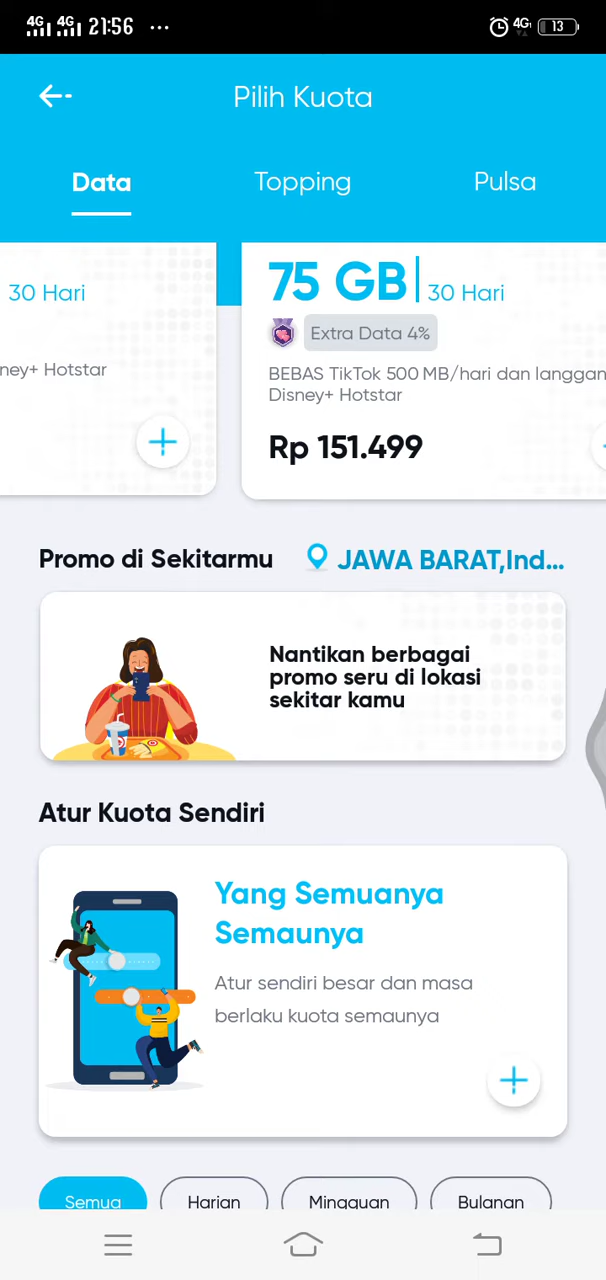 4G 4G 21:56 ...
4G 13
Pilih Kuota
Data Topping Pulsa
30 Hari
ney+ Hotstar
75 GB 30 Hari
Extra Data 4%
BEBAS TikTok 500 MB/hari dan langgan
Disney+ Hotstar
Rp 151.499
Promo di Sekitarmu JAWA BARAT,Ind...
Nantikan berbagai
promo seru di lokasi
sekitar kamu
Atur Kuota Sendiri
Yang Semuanya
Semaunya
Atur sendiri besar dan masa
berlaku kuota semaunya
Semua Harian Mingguan Bulanan